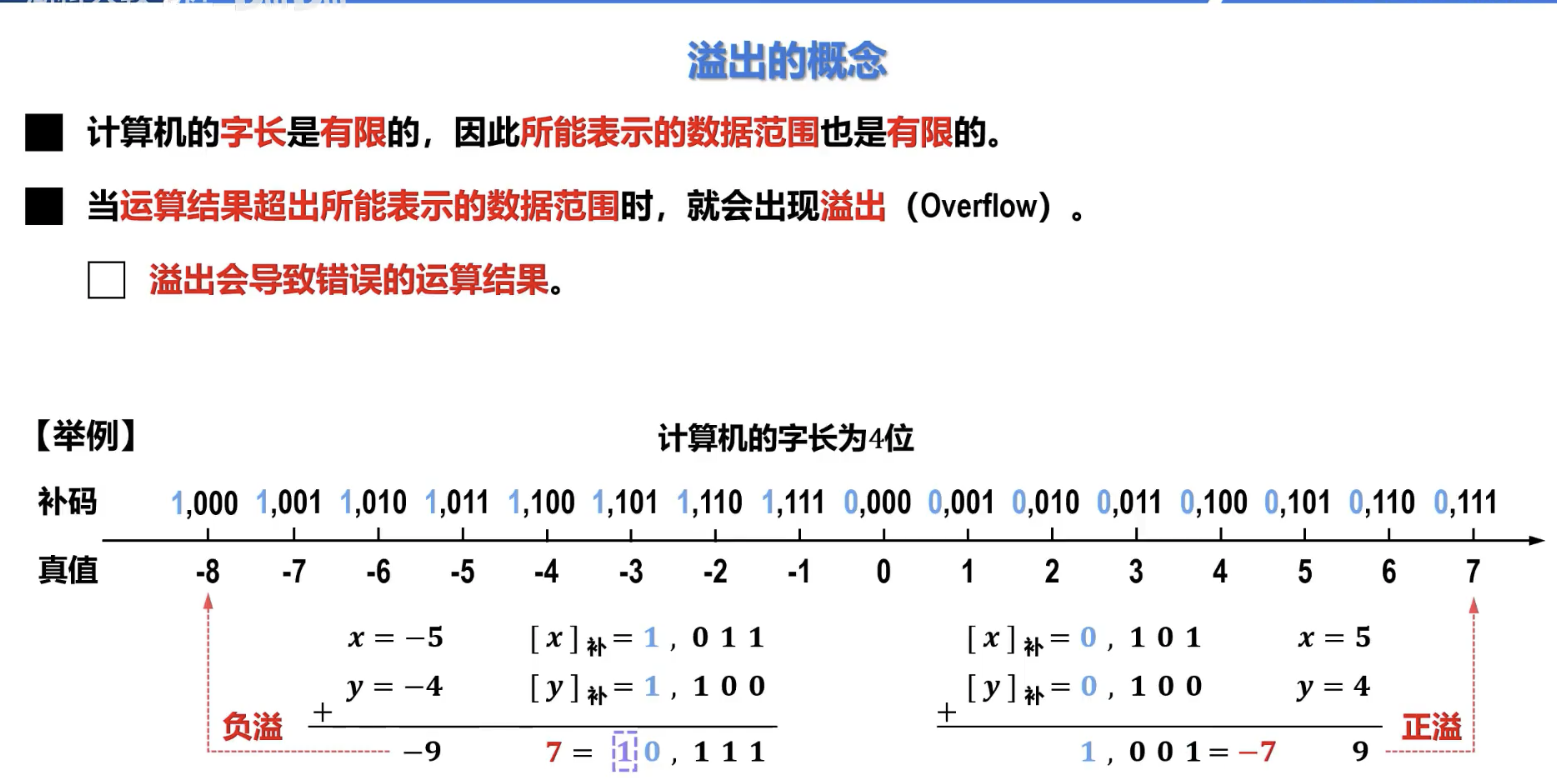 溢出的概念
计算机的字长是有限的，因此所能表示的数据范围也是有限的。
当运算结果超出所能表示的数据范围时，就会出现溢出（Overflow）。
溢出会导致错误的运算结果。
【举例】 计算机的字长为4位
补码 1,000 1,001 1,010 1,011 1,100 1,101 1,110 1,111 0,000 0,001 0,010 0,011 0,100 0,101 0,110 0,111
真值 -8 -7 -6 -5 -4 -3 -2 -1 0 1 2 3 4 5 6 7
x = −5 [x]补 = 1, 0 1 1 [x]补 = 0, 1 0 1 x = 5
y = −4 [y]补 = 1, 1 0 0 [y]补 = 0, 1 0 0 y = 4
负溢 + + 正溢
−9 7 = 1 0, 1 1 1 1, 0 0 1 = −7 9